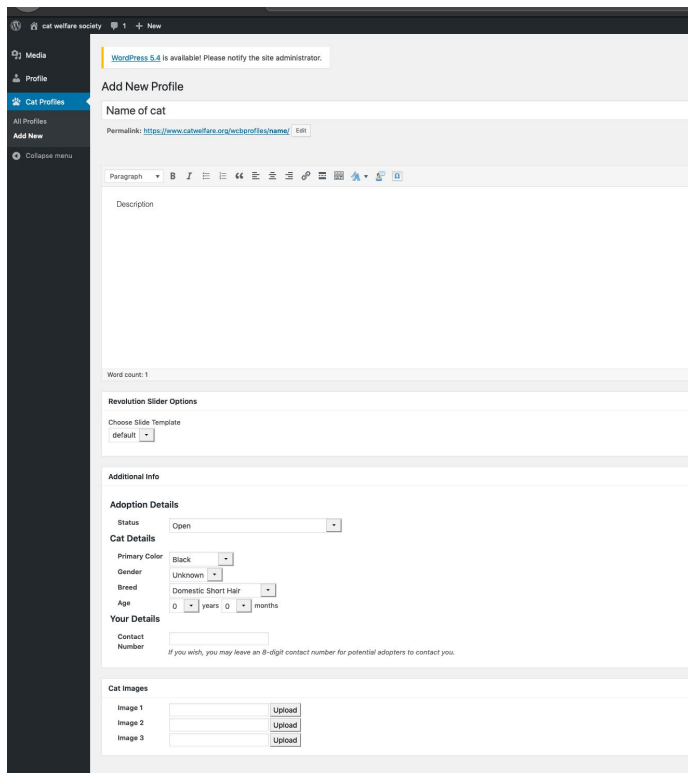 cat welfare society 1 + New
Media
Profile
Cat Profiles
All Profiles
Add New
Collapse menu
WordPress 5.4 is available! Please notify the site administrator.
Add New Profile
Name of cat
Permalink: https://www.catwelfare.org/wcbprofiles/name/ Edit
Paragraph B I
Description
Word count: 1
Revolution Slider Options
Choose Slide Template
default
Additional Info
Adoption Details
Status Open
Cat Details
Primary Color Black
Gender Unknown
Breed Domestic Short Hair
Age 0 years 0 months
Your Details
Contact
Number
If you wish, you may leave an 8-digit contact number for potential adopters to contact you.
Cat Images
Image 1 Upload
Image 2 Upload
Image 3 Upload